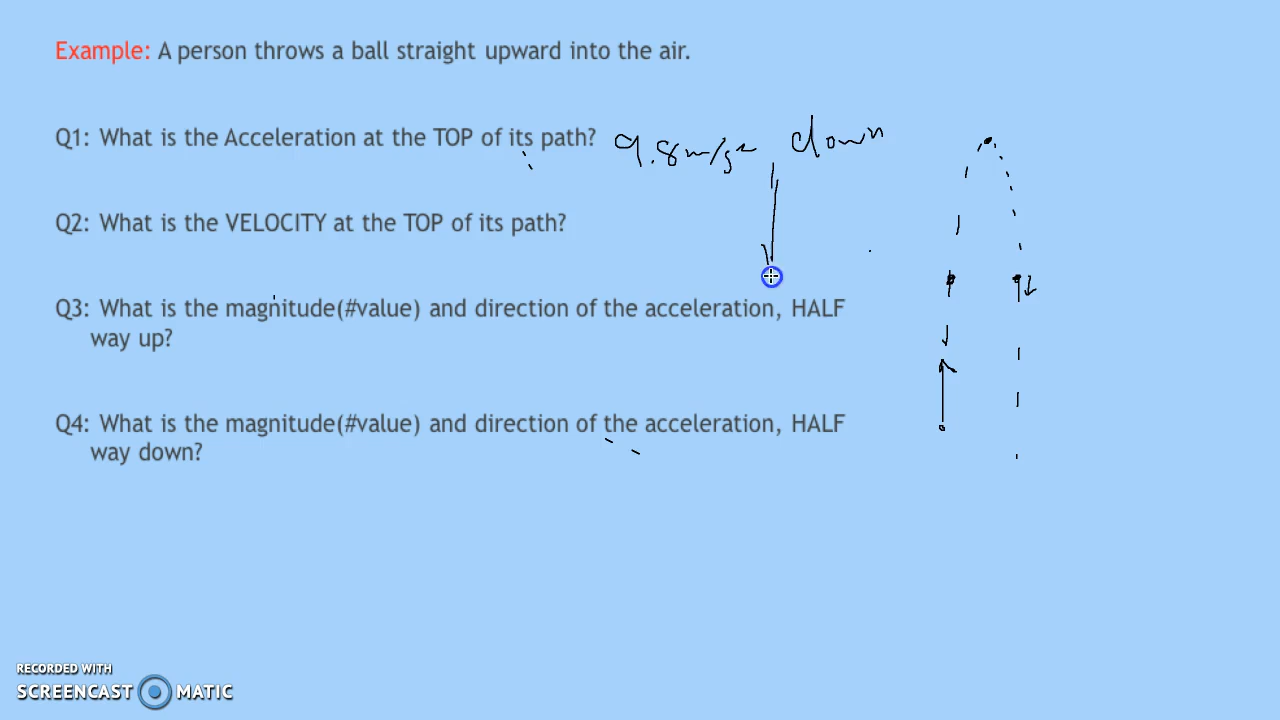 Example: A person throws a ball straight upward into the air.
Q1: What is the Acceleration at the TOP of its path? 9.8m/s² down
Q2: What is the VELOCITY at the TOP of its path?
Q3: What is the magnitude(#value) and direction of the acceleration, HALF
way up?
Q4: What is the magnitude(#value) and direction of the acceleration, HALF
way down?
RECORDED WITH
SCREENCAST MATIC